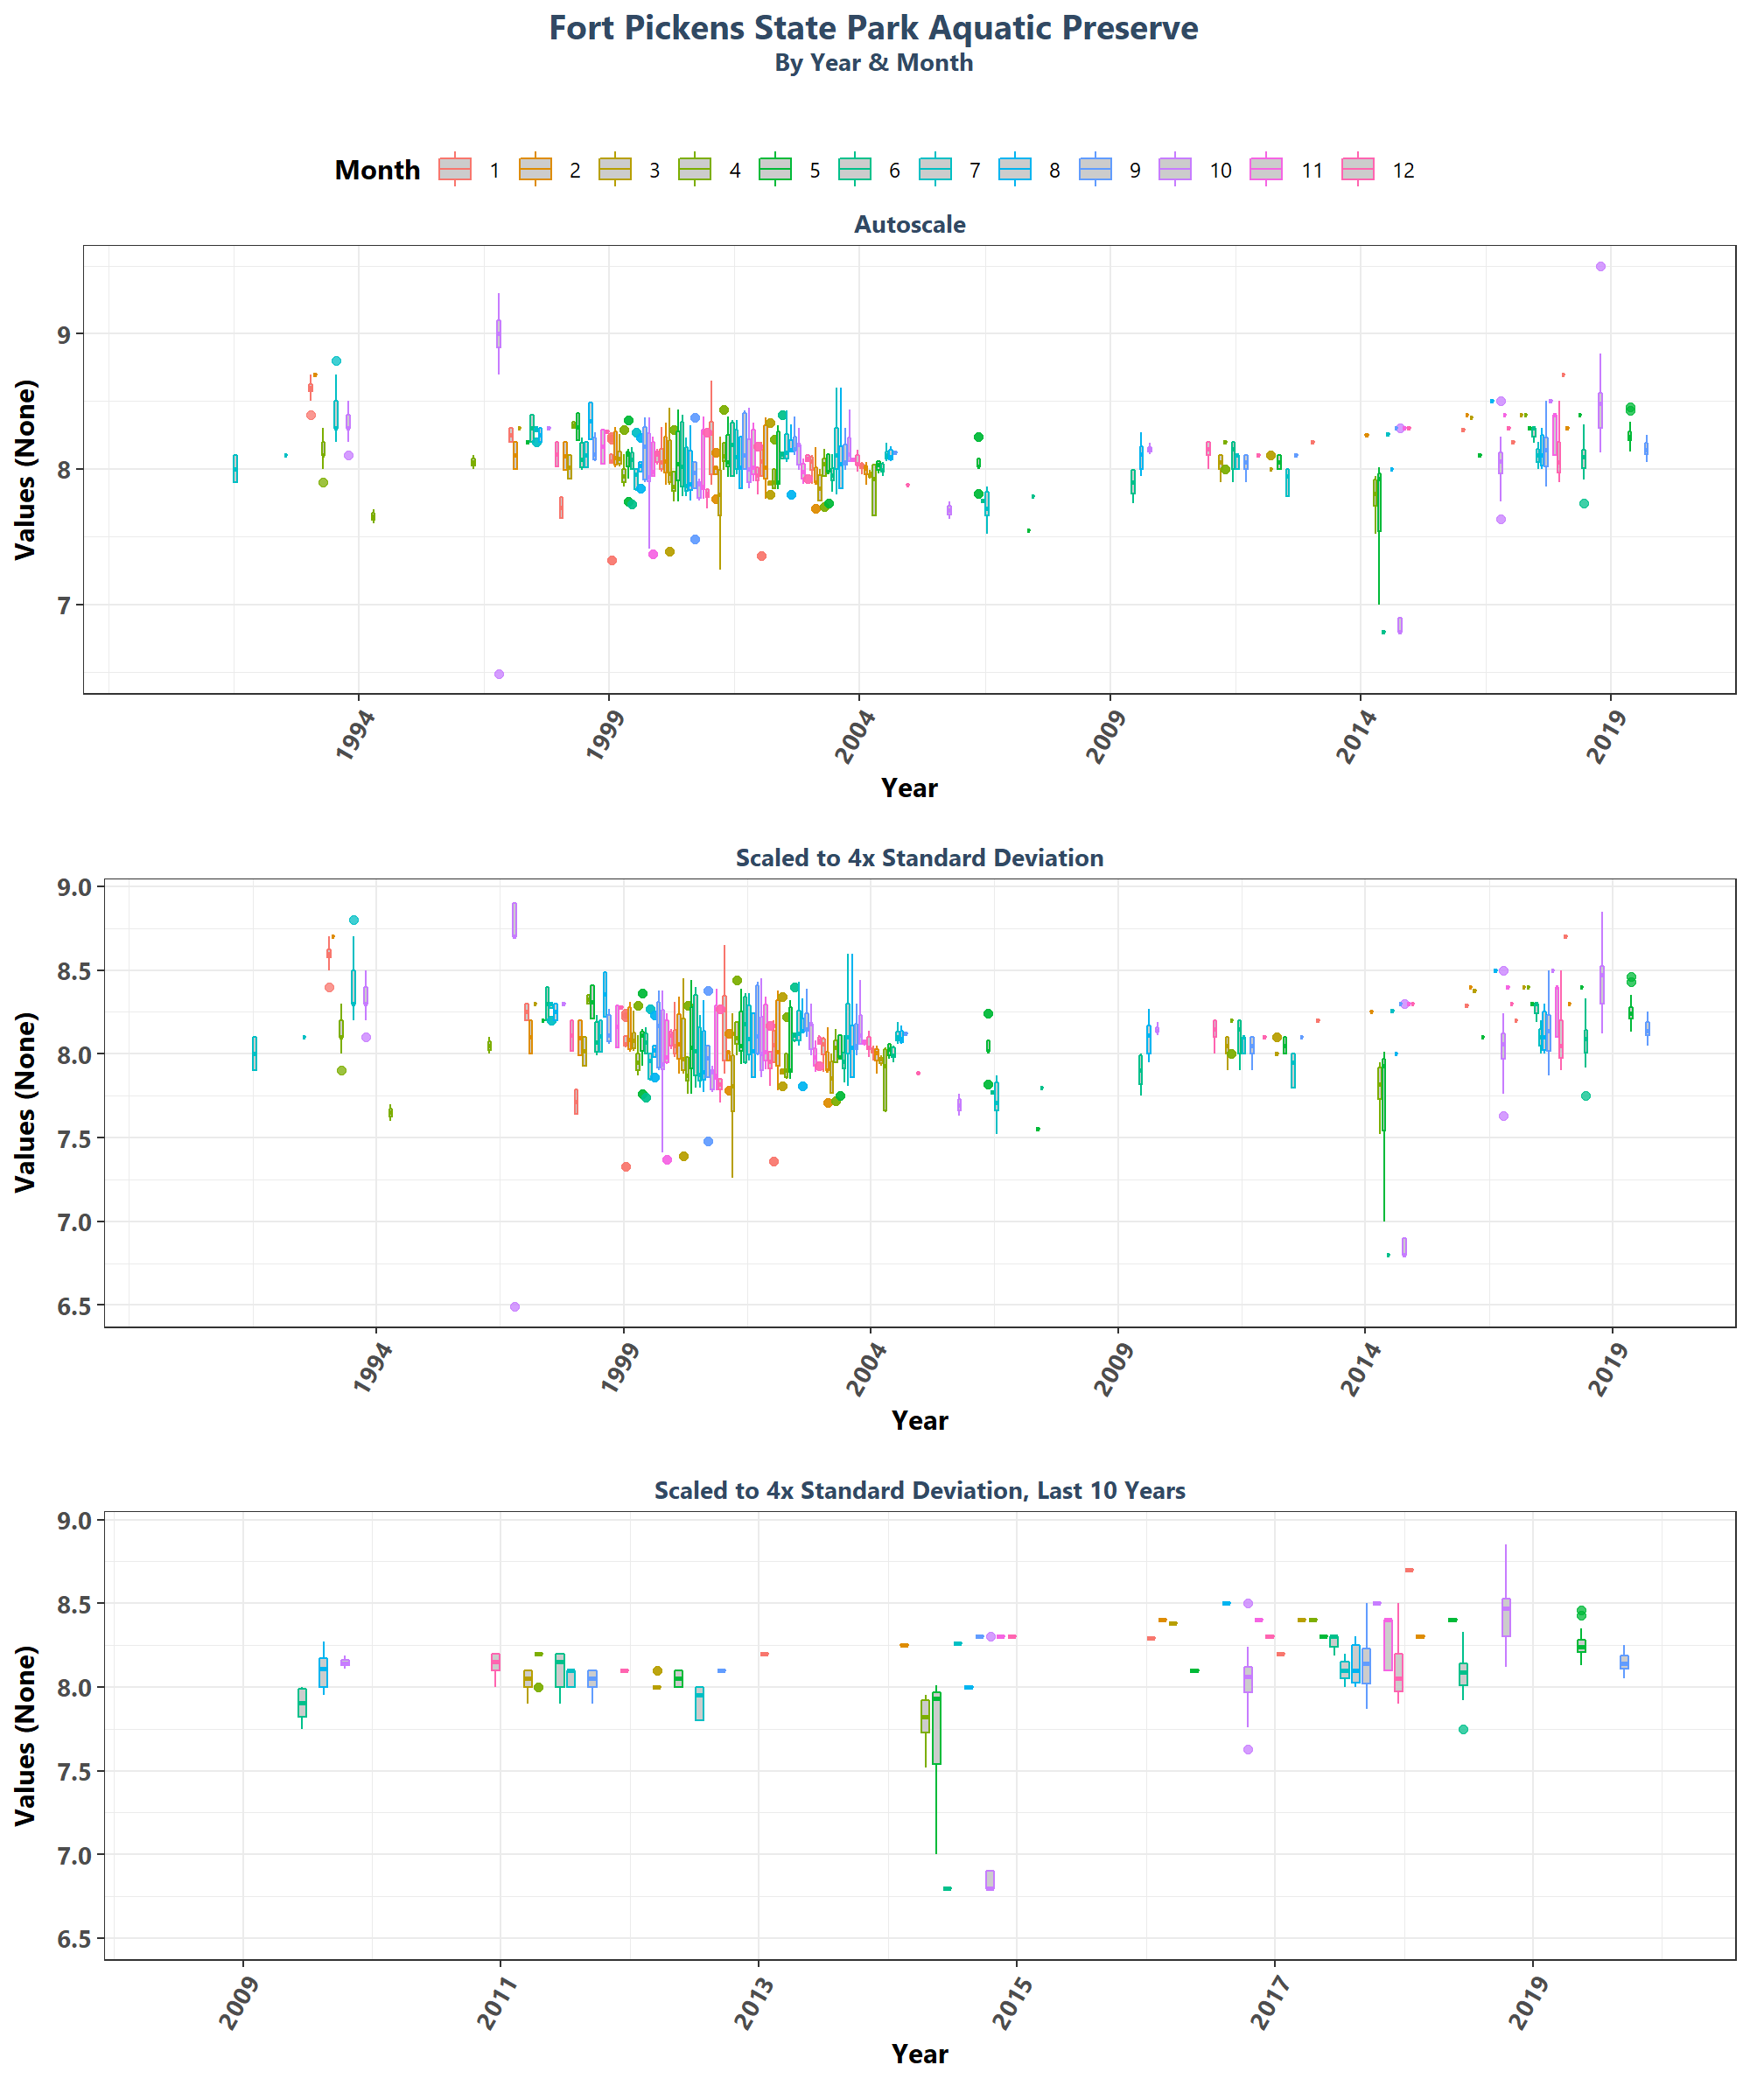 Fort Pickens State Park Aquatic Preserve
By Year & Month
Month 1 2 3 4 5 6 7 8 9 10 11 12
Autoscale
Values (None)
9
8
7
1994 1999 2004 2009 2014 2019
Year
Scaled to 4x Standard Deviation
Values (None)
9.0
8.5
8.0
7.5
7.0
6.5
1994 1999 2004 2009 2014 2019
Year
Scaled to 4x Standard Deviation, Last 10 Years
Values (None)
9.0
8.5
8.0
7.5
7.0
6.5
2009 2011 2013 2015 2017 2019
Year